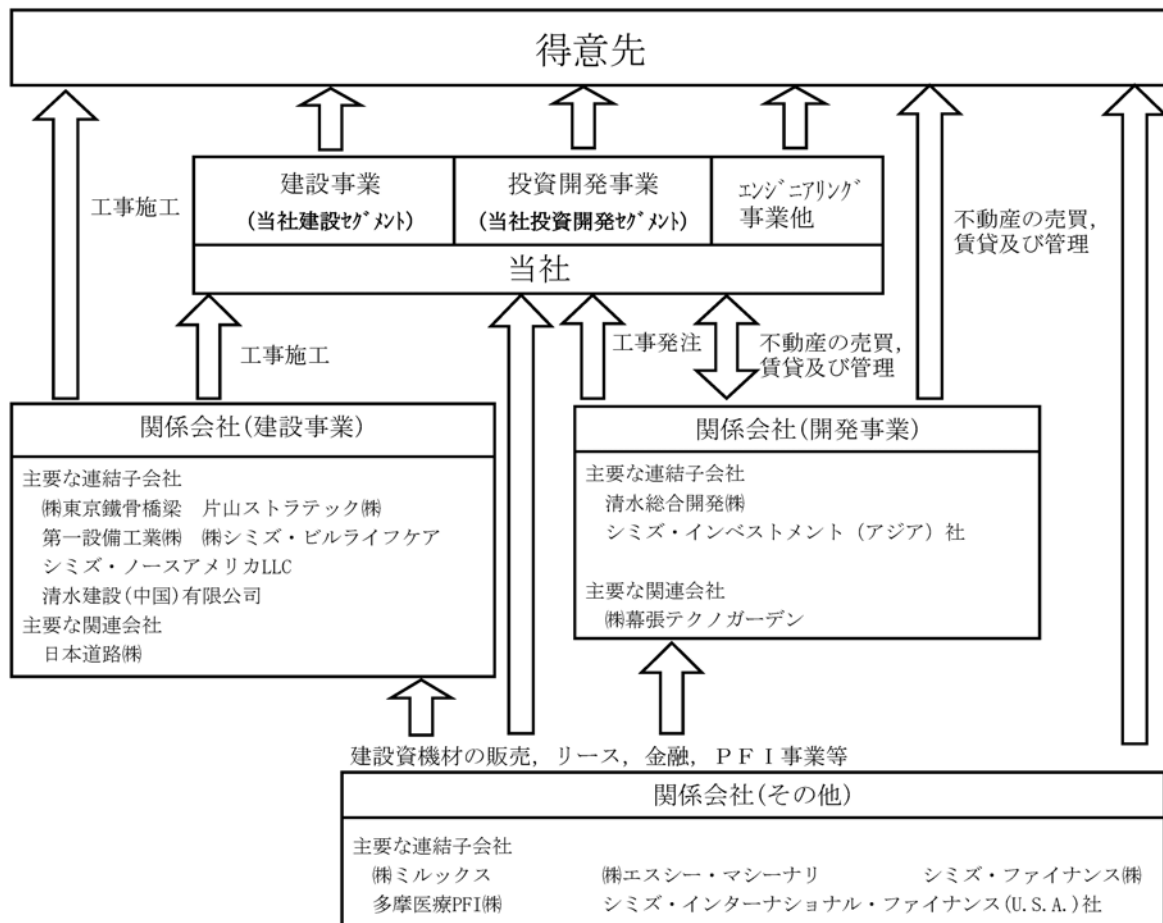 得意先
建設事業
(当社建設ｾｸﾞﾒﾝﾄ)
投資開発事業
(当社投資開発ｾｸﾞﾒﾝﾄ)
ｴﾝｼﾞﾆｱﾘﾝｸﾞ
事業他
当社
工事施工
不動産の売買，
賃貸及び管理
工事施工
工事発注
不動産の売買，
賃貸及び管理
関係会社(建設事業)
主要な連結子会社
㈱東京鐵骨橋梁　片山ストラテック㈱
第一設備工業㈱　㈱シミズ・ビルライフケア
シミズ・ノースアメリカLLC
清水建設(中国)有限公司
主要な関連会社
日本道路㈱
関係会社(開発事業)
主要な連結子会社
清水総合開発㈱
シミズ・インベストメント（アジア）社
主要な関連会社
㈱幕張テクノガーデン
建設資機材の販売，リース，金融，ＰＦＩ事業等
関係会社(その他)
主要な連結子会社
㈱ミルックス　㈱エスシー・マシーナリ　シミズ・ファイナンス㈱
多摩医療PFI㈱　シミズ・インターナショナル・ファイナンス(U.S.A.)社